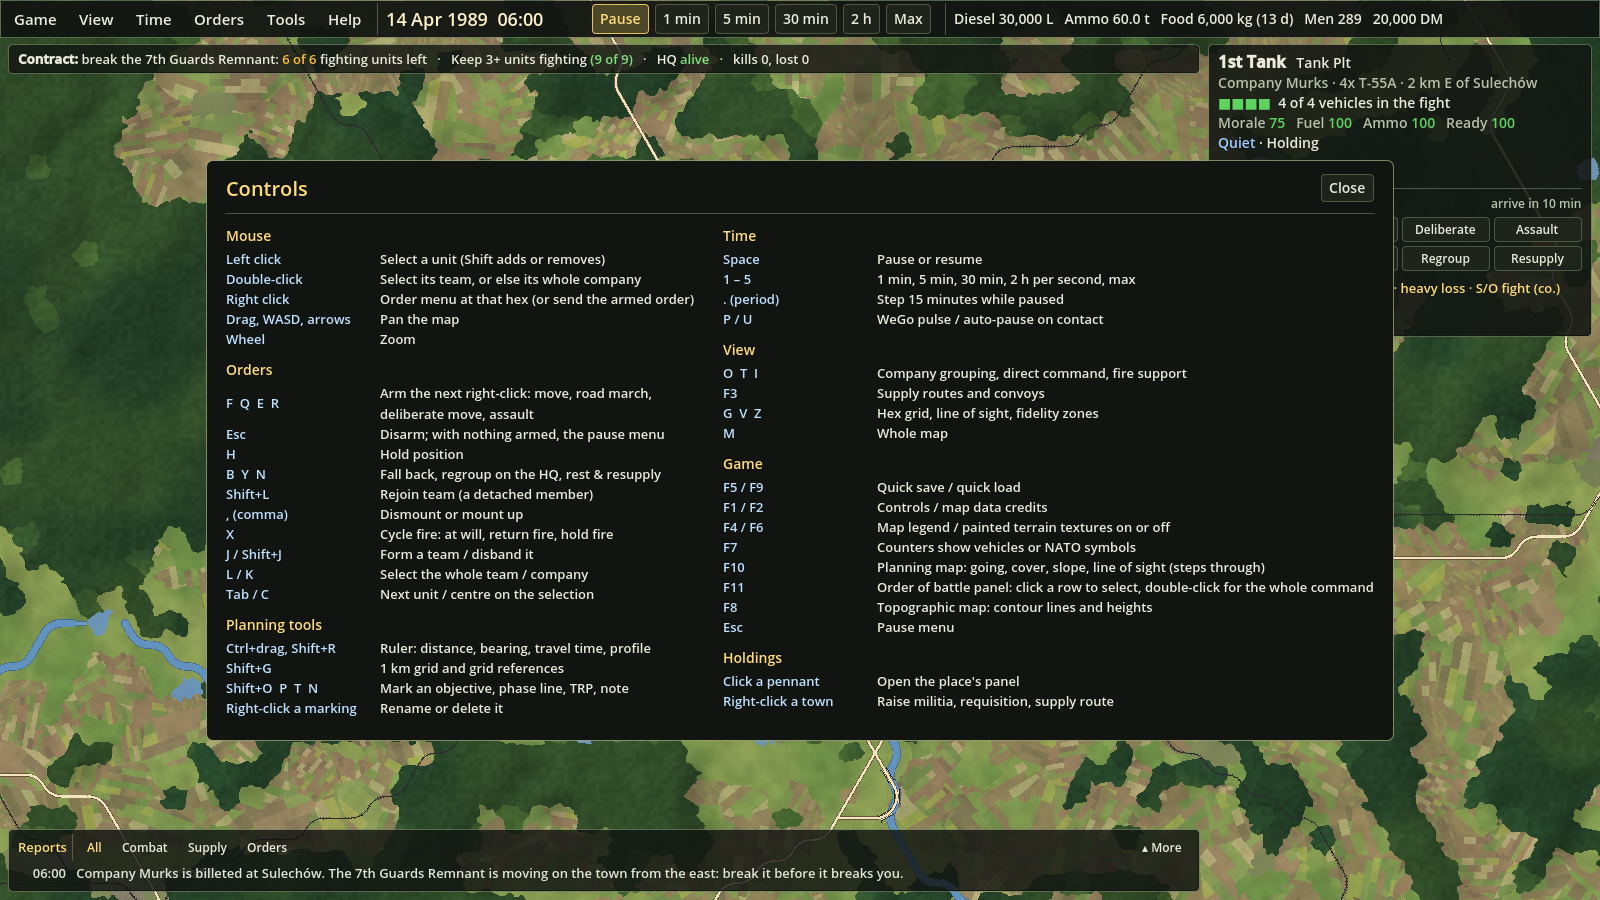 Game View Time Orders Tools Help 14 Apr 1989 06:00 Pause 1 min 5 min 30 min 2 h Max Diesel 30,000 L Ammo 60.0 t Food 6,000 kg (13 d) Men 289 20,000 DM
Contract: break the 7th Guards Remnant: 6 of 6 fighting units left · Keep 3+ units fighting (9 of 9) · HQ alive · kills 0, lost 0
1st Tank Tank Plt
Company Murks · 4x T-55A · 2 km E of Sulechów
4 of 4 vehicles in the fight
Morale 75 Fuel 100 Ammo 100 Ready 100
Quiet · Holding
arrive in 10 min
Deliberate Assault
Regroup Resupply
· heavy loss · S/O fight (co.)
Controls
Close
Mouse
Left click Select a unit (Shift adds or removes)
Double-click Select its team, or else its whole company
Right click Order menu at that hex (or send the armed order)
Drag, WASD, arrows Pan the map
Wheel Zoom
Orders
F Q E R Arm the next right-click: move, road march,
deliberate move, assault
Esc Disarm; with nothing armed, the pause menu
H Hold position
B Y N Fall back, regroup on the HQ, rest & resupply
Shift+L Rejoin team (a detached member)
, (comma) Dismount or mount up
X Cycle fire: at will, return fire, hold fire
J / Shift+J Form a team / disband it
L / K Select the whole team / company
Tab / C Next unit / centre on the selection
Planning tools
Ctrl+drag, Shift+R Ruler: distance, bearing, travel time, profile
Shift+G 1 km grid and grid references
Shift+O P T N Mark an objective, phase line, TRP, note
Right-click a marking Rename or delete it
Time
Space Pause or resume
1 – 5 1 min, 5 min, 30 min, 2 h per second, max
. (period) Step 15 minutes while paused
P / U WeGo pulse / auto-pause on contact
View
O T I Company grouping, direct command, fire support
F3 Supply routes and convoys
G V Z Hex grid, line of sight, fidelity zones
M Whole map
Game
F5 / F9 Quick save / quick load
F1 / F2 Controls / map data credits
F4 / F6 Map legend / painted terrain textures on or off
F7 Counters show vehicles or NATO symbols
F10 Planning map: going, cover, slope, line of sight (steps through)
F11 Order of battle panel: click a row to select, double-click for the whole command
F8 Topographic map: contour lines and heights
Esc Pause menu
Holdings
Click a pennant Open the place's panel
Right-click a town Raise militia, requisition, supply route
Reports All Combat Supply Orders ▴ More
06:00 Company Murks is billeted at Sulechów. The 7th Guards Remnant is moving on the town from the east: break it before it breaks you.